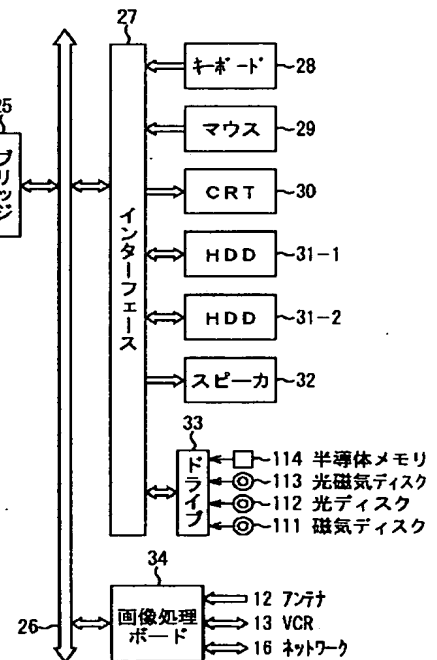 27
キーボード 28
25
ブリッジ
マウス 29
CRT 30
インターフェース
HDD 31-1
HDD 31-2
スピーカ 32
33
ドライブ
114 半導体メモリ
113 光磁気ディスク
112 光ディスク
111 磁気ディスク
34
画像処理
ボード
12 アンテナ
13 VCR
16 ネットワーク
26